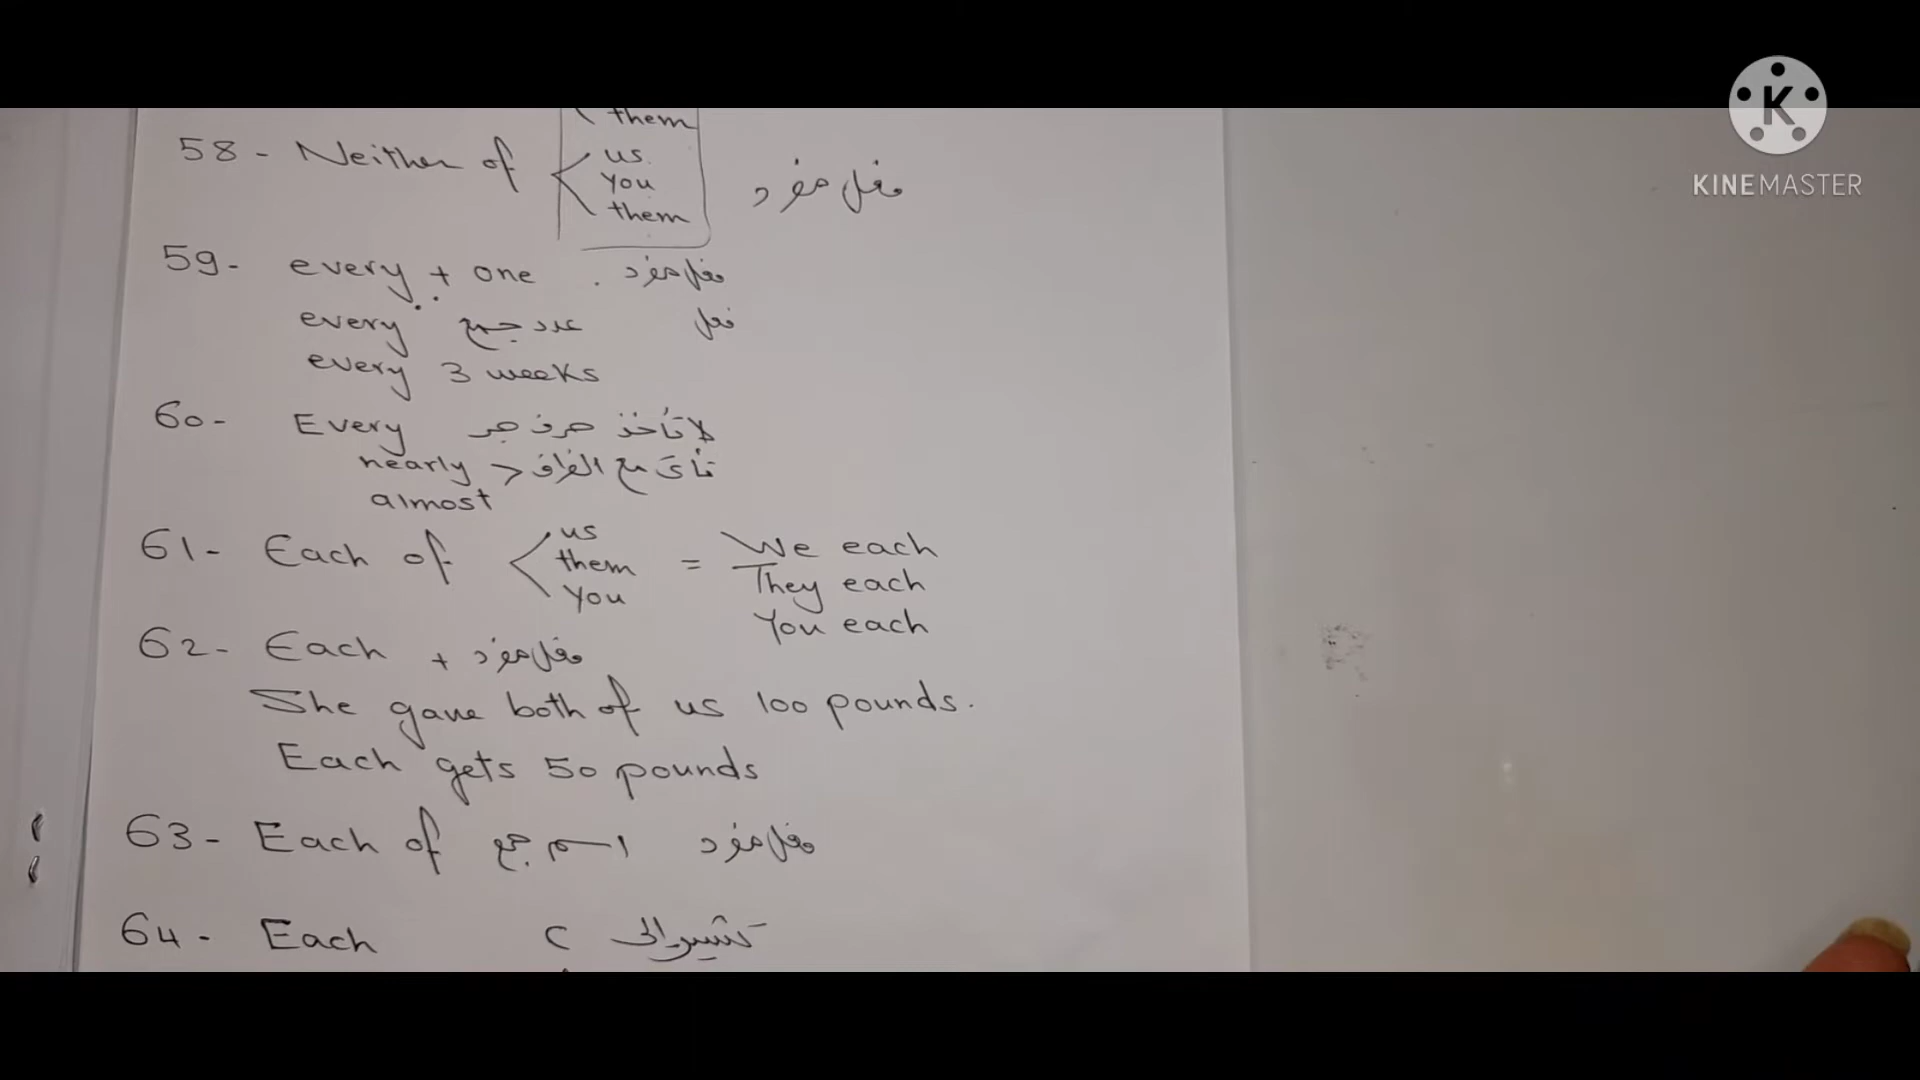 them
58 - Neither of us فعل مفرد
you
them
59 - every + one . فعل مفرد
every عدد جمع فعل
every 3 weeks
60 - Every لا تأخذ حرف جر
nearly > تأتى مع الفراغ
almost
61 - Each of us = We each
them They each
you You each
62 - Each + فعل مفرد
She gave both of us 100 pounds.
Each gets 50 pounds
63 - Each of اسم جمع فعل مفرد
64 - Each تشير الى
K
KINEMASTER